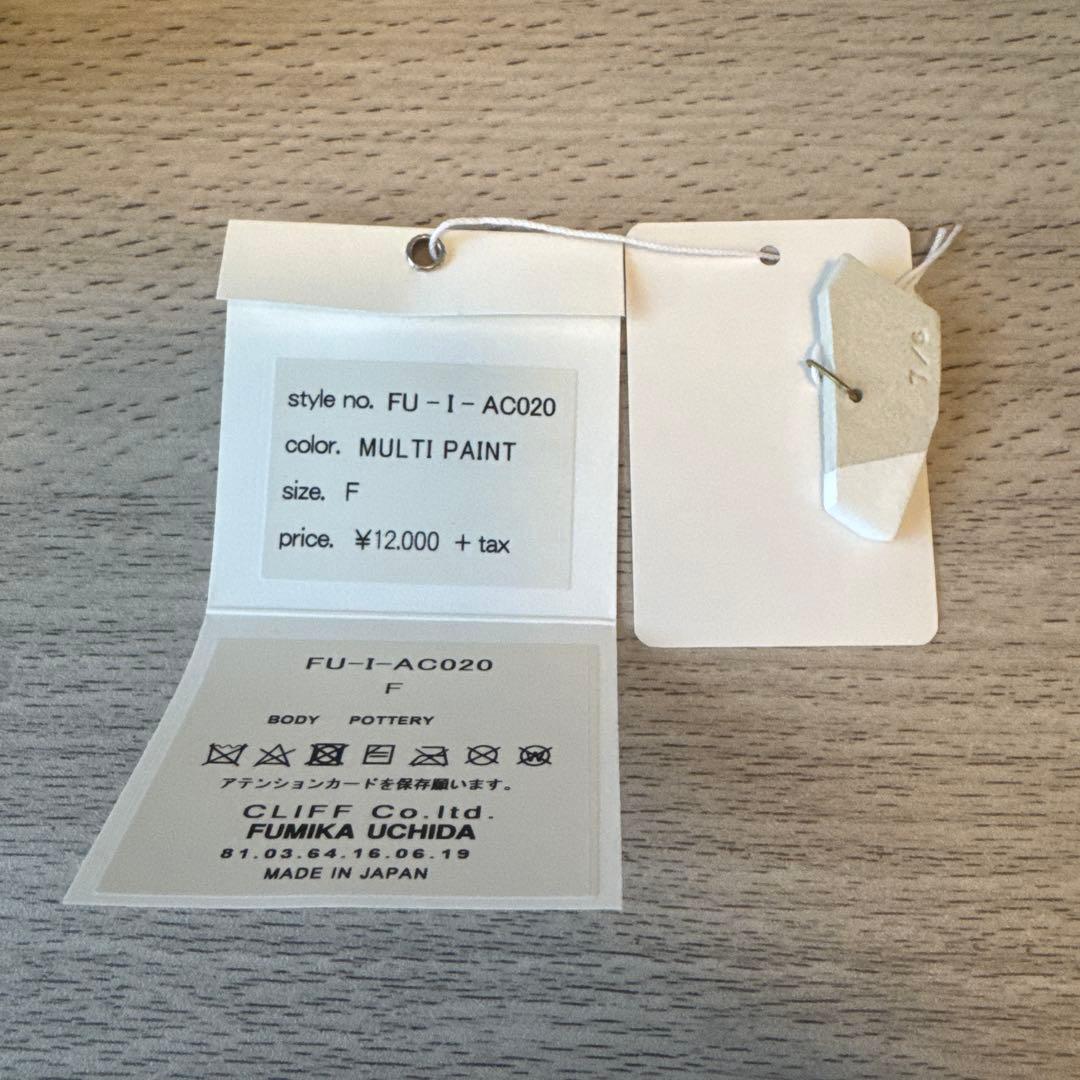 style no. FU-I-AC020
color. MULTI PAINT
size. F
price. ¥12.000 + tax
FU-I-AC020
F
BODY POTTERY
アテンションカードを保存願います。
CLIFF Co.ltd.
FUMIKA UCHIDA
81.03.64.16.06.19
MADE IN JAPAN